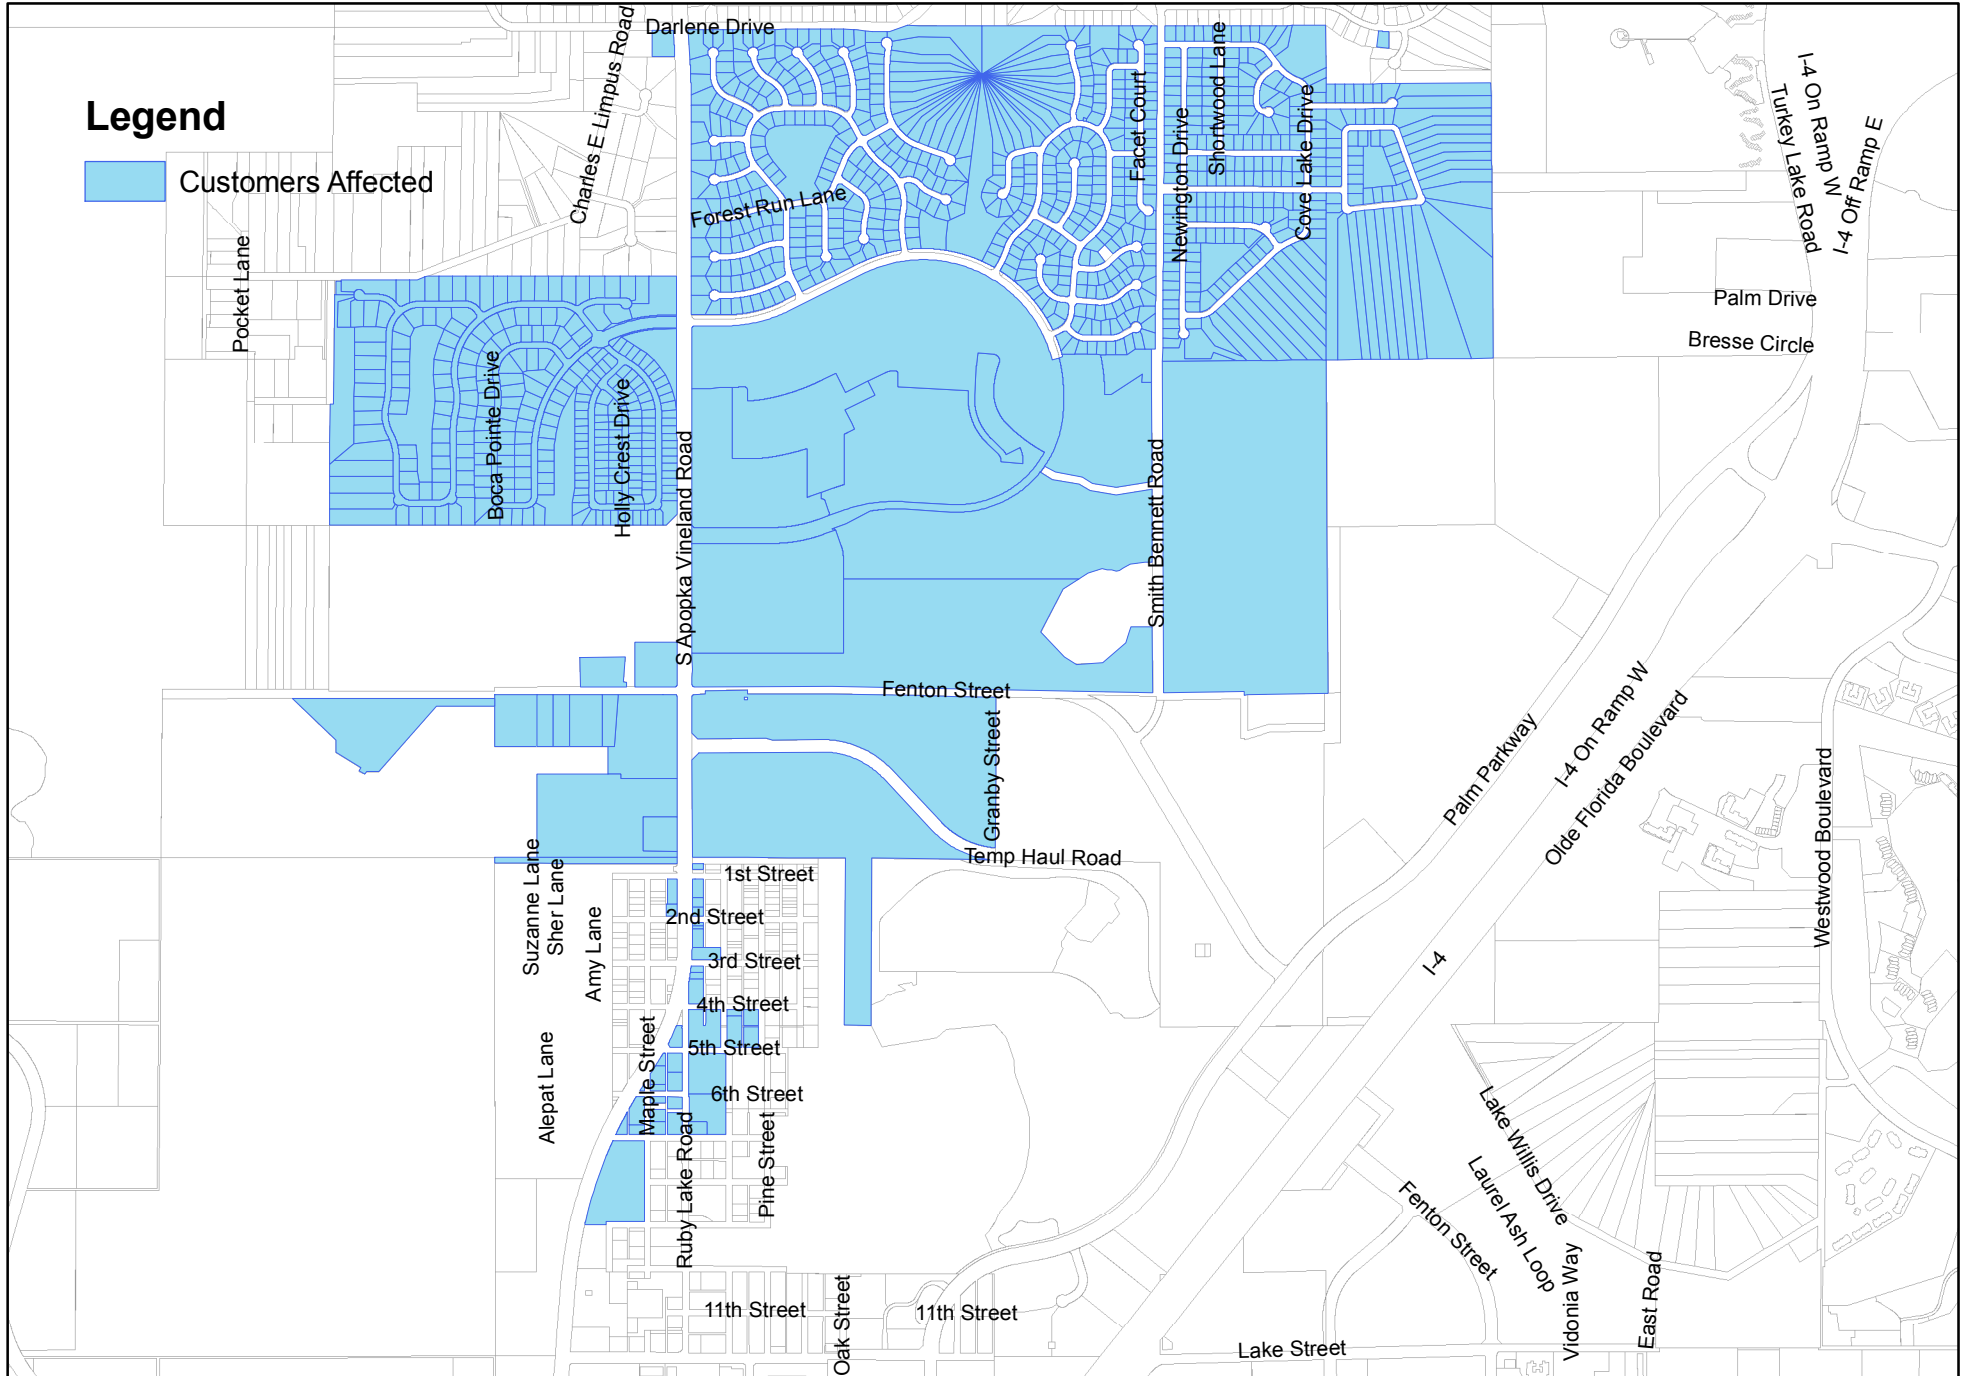 Darlene Drive
Charles E Limpus Road
Legend
Customers Affected
Pocket Lane
Forest Run Lane
Facet Court
Newington Drive
Shortwood Lane
Cove Lake Drive
I-4 On Ramp W
Turkey Lake Road
I-4 Off Ramp E
Palm Drive
Bresse Circle
Boca Pointe Drive
Holly Crest Drive
S Apopka Vineland Road
Smith Bennett Road
Fenton Street
Granby Street
Palm Parkway
I-4 On Ramp W
Olde Florida Boulevard
Westwood Boulevard
Temp Haul Road
Suzanne Lane
Sher Lane
Amy Lane
1st Street
2nd Street
3rd Street
4th Street
5th Street
6th Street
I-4
Alepat Lane
Maple Street
Ruby Lake Road
Pine Street
Lake Willis Drive
Laurel Ash Loop
Fenton Street
Vidonia Way
East Road
11th Street
Oak Street
11th Street
Lake Street